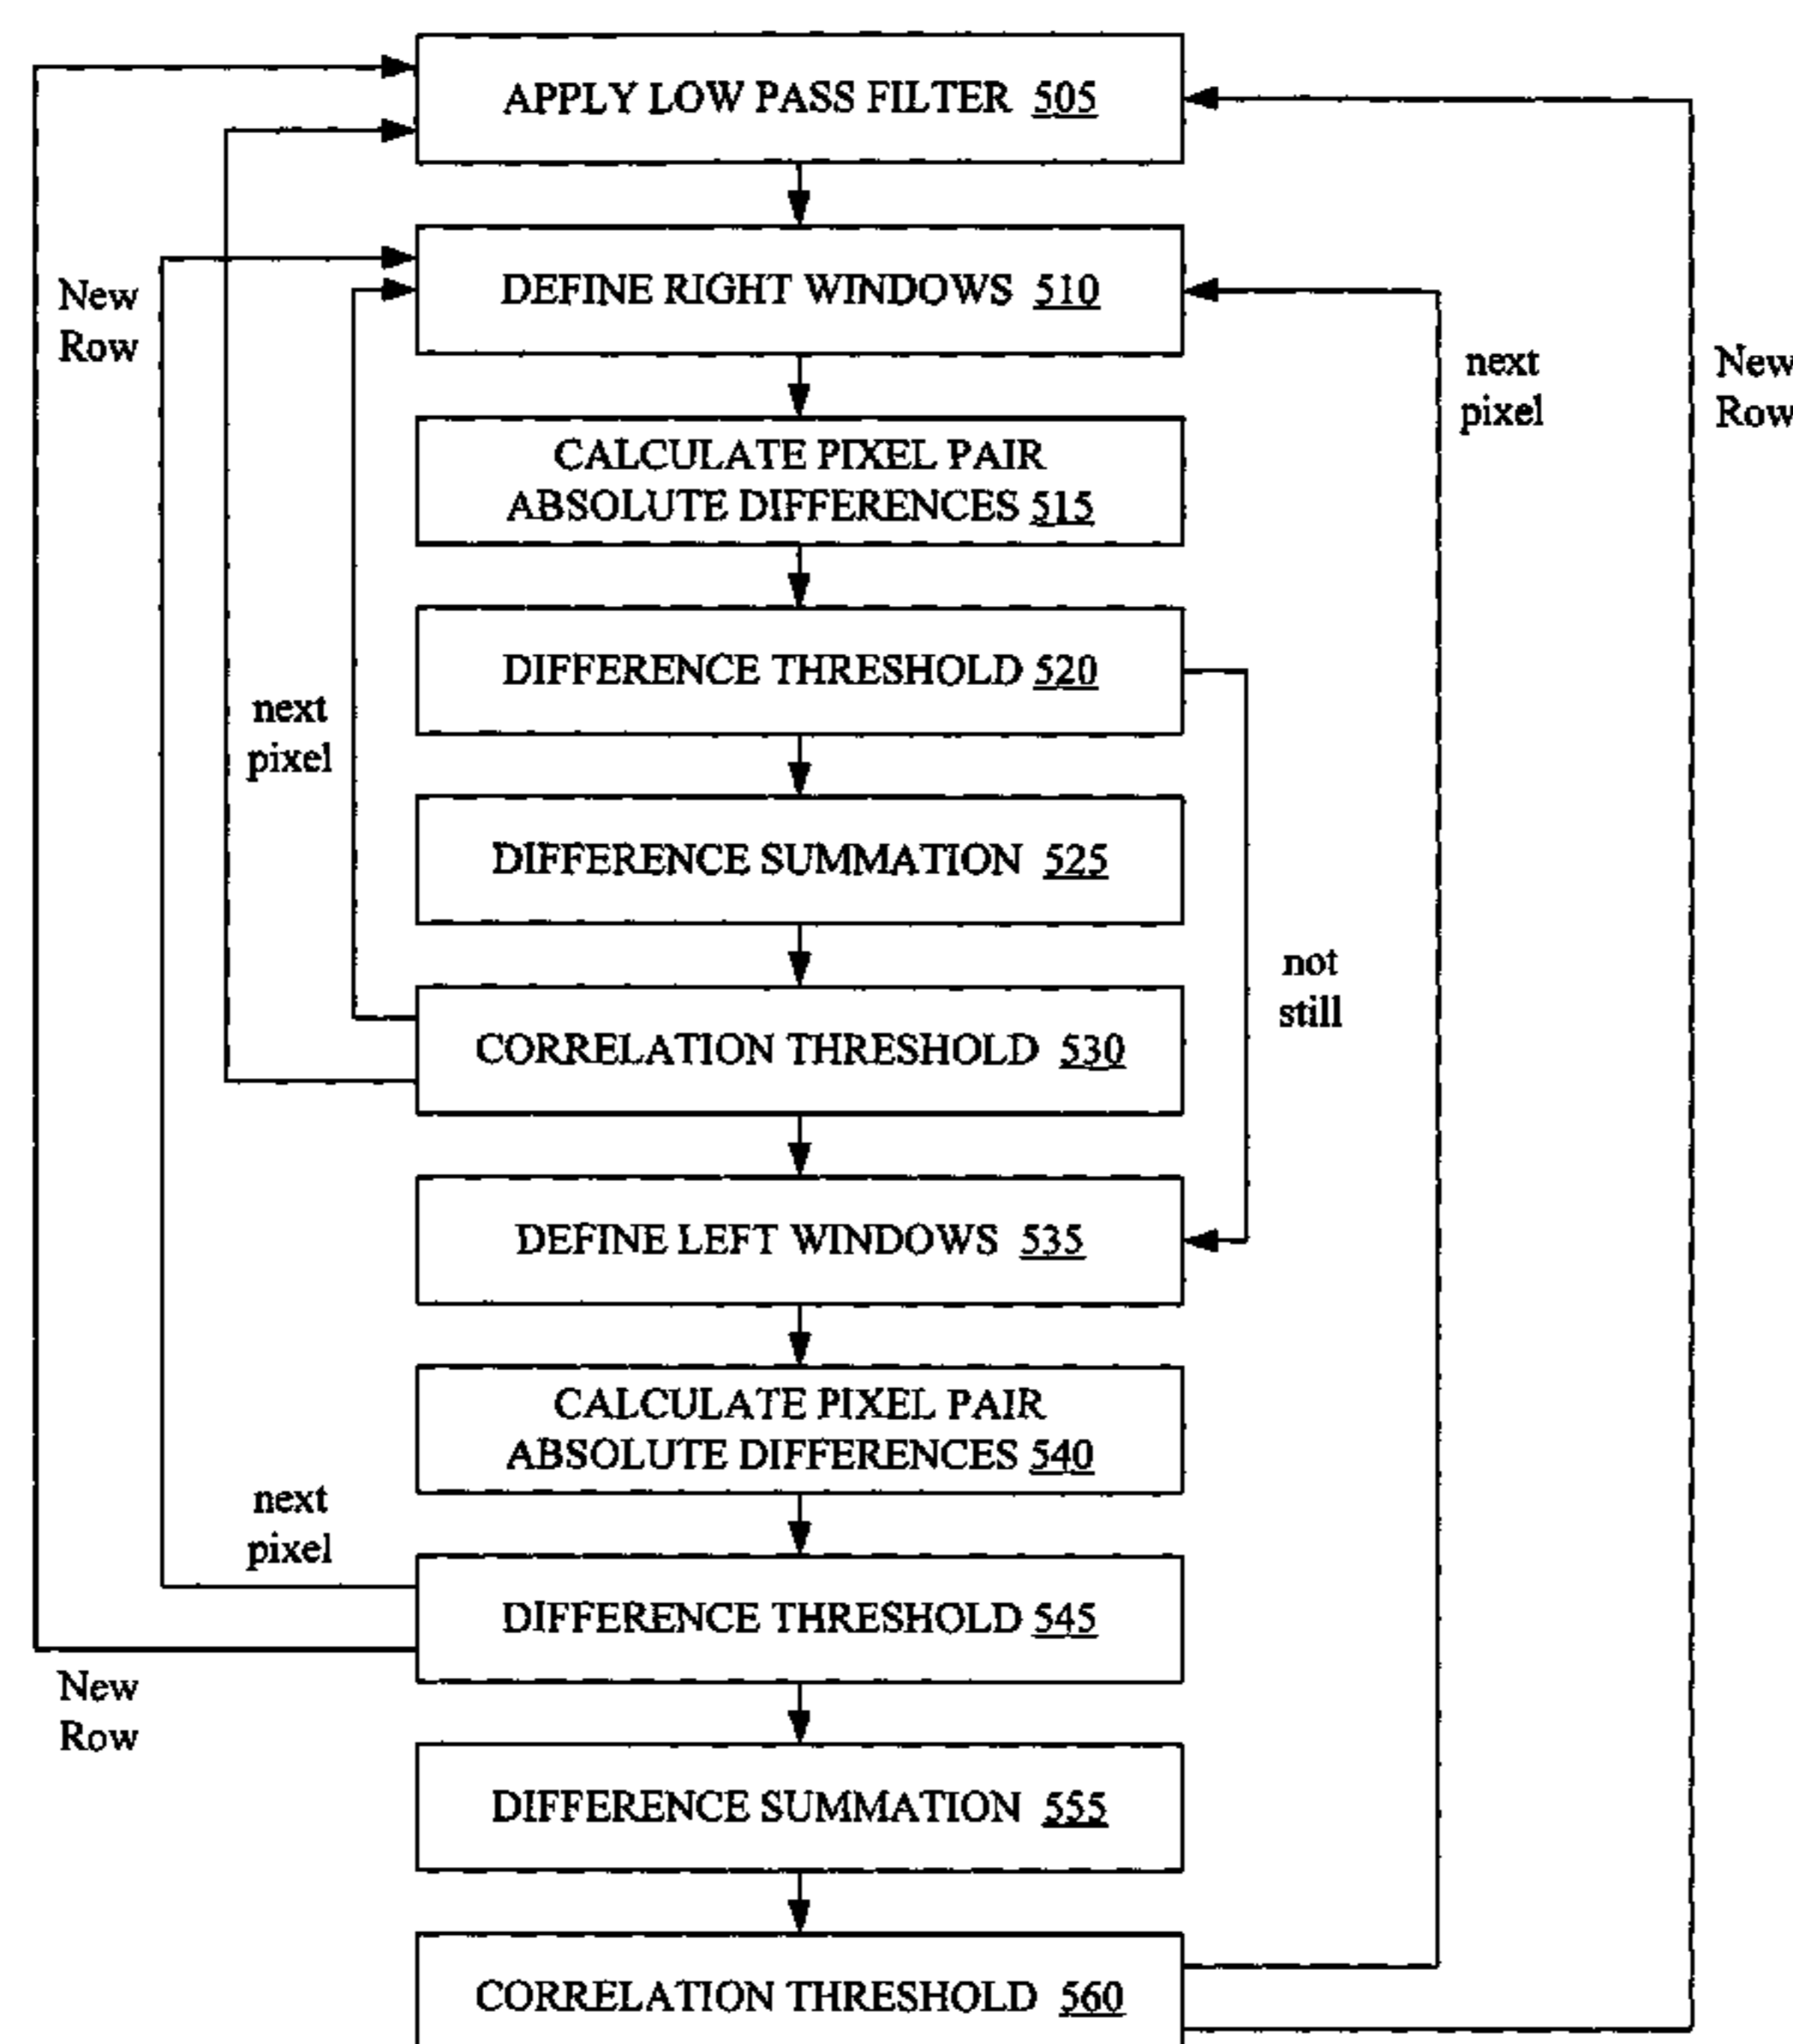 APPLY LOW PASS FILTER 505
DEFINE RIGHT WINDOWS 510
New
Row
next
pixel
New
Row
CALCULATE PIXEL PAIR
ABSOLUTE DIFFERENCES 515
DIFFERENCE THRESHOLD 520
next
pixel
DIFFERENCE SUMMATION 525
not
still
CORRELATION THRESHOLD 530
DEFINE LEFT WINDOWS 535
CALCULATE PIXEL PAIR
ABSOLUTE DIFFERENCES 540
next
pixel
DIFFERENCE THRESHOLD 545
New
Row
DIFFERENCE SUMMATION 555
CORRELATION THRESHOLD 560